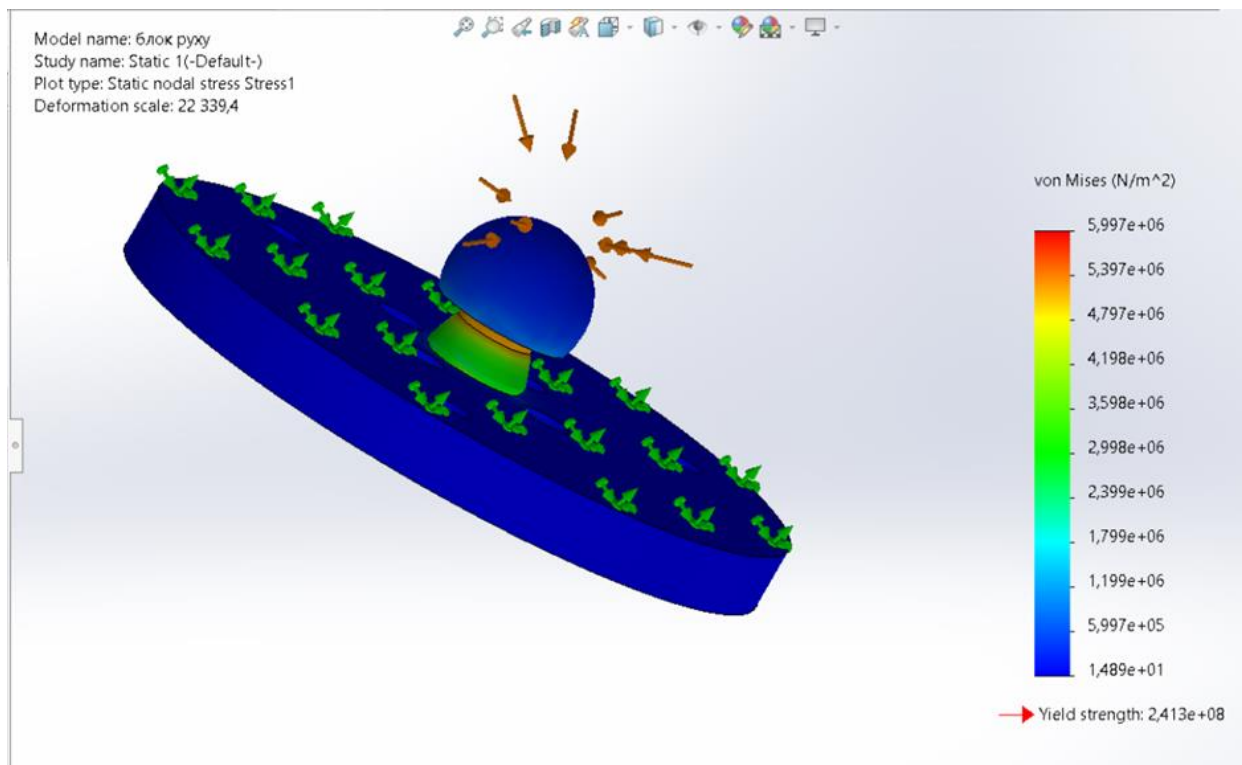 Model name: блок руху
Study name: Static 1(-Default-)
Plot type: Static nodal stress Stress1
Deformation scale: 22 339,4
von Mises (N/m^2)
5,997e+06
5,397e+06
4,797e+06
4,198e+06
3,598e+06
2,998e+06
2,399e+06
1,799e+06
1,199e+06
5,997e+05
1,489e+01
Yield strength: 2,413e+08